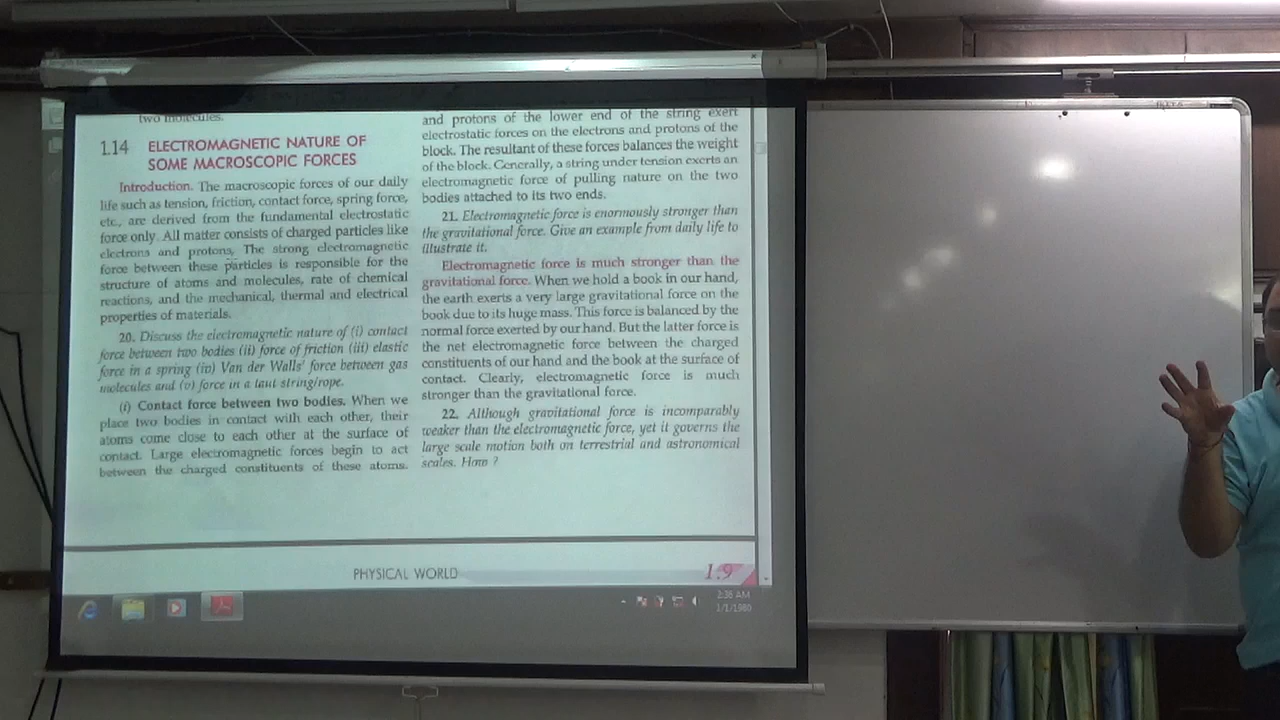 two molecules.
1.14 ELECTROMAGNETIC NATURE OF
SOME MACROSCOPIC FORCES
Introduction. The macroscopic forces of our daily
life such as tension, friction, contact force, spring force,
etc., are derived from the fundamental electrostatic
force only. All matter consists of charged particles like
electrons and protons. The strong electromagnetic
force between these particles is responsible for the
structure of atoms and molecules, rate of chemical
reactions, and the mechanical, thermal and electrical
properties of materials.
20. Discuss the electromagnetic nature of (i) contact
force between two bodies (ii) force of friction (iii) elastic
force in a spring (iv) Van der Walls' force between gas
molecules and (v) force in a taut string/rope.
(i) Contact force between two bodies. When we
place two bodies in contact with each other, their
atoms come close to each other at the surface of
contact. Large electromagnetic forces begin to act
between the charged constituents of these atoms.
and protons of the lower end of the string exert
electrostatic forces on the electrons and protons of the
block. The resultant of these forces balances the weight
of the block. Generally, a string under tension exerts an
electromagnetic force of pulling nature on the two
bodies attached to its two ends.
21. Electromagnetic force is enormously stronger than
the gravitational force. Give an example from daily life to
illustrate it.
Electromagnetic force is much stronger than the
gravitational force. When we hold a book in our hand,
the earth exerts a very large gravitational force on the
book due to its huge mass. This force is balanced by the
normal force exerted by our hand. But the latter force is
the net electromagnetic force between the charged
constituents of our hand and the book at the surface of
contact. Clearly, electromagnetic force is much
stronger than the gravitational force.
22. Although gravitational force is incomparably
weaker than the electromagnetic force, yet it governs the
large scale motion both on terrestrial and astronomical
scales. How ?
PHYSICAL WORLD
1.9
2:36 AM
1/1/1980